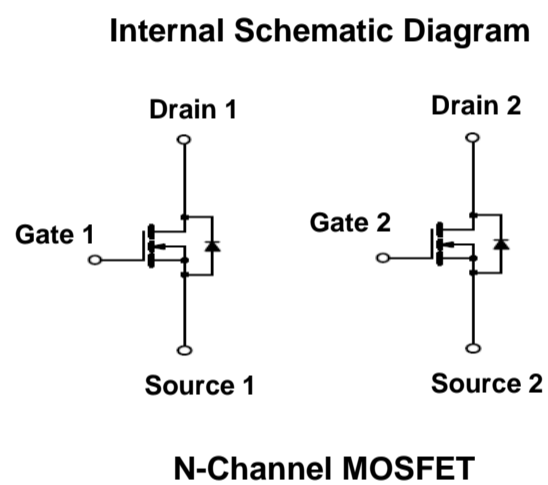 Internal Schematic Diagram
Drain 1
Drain 2
Gate 1
Gate 2
Source 1
Source 2
N-Channel MOSFET